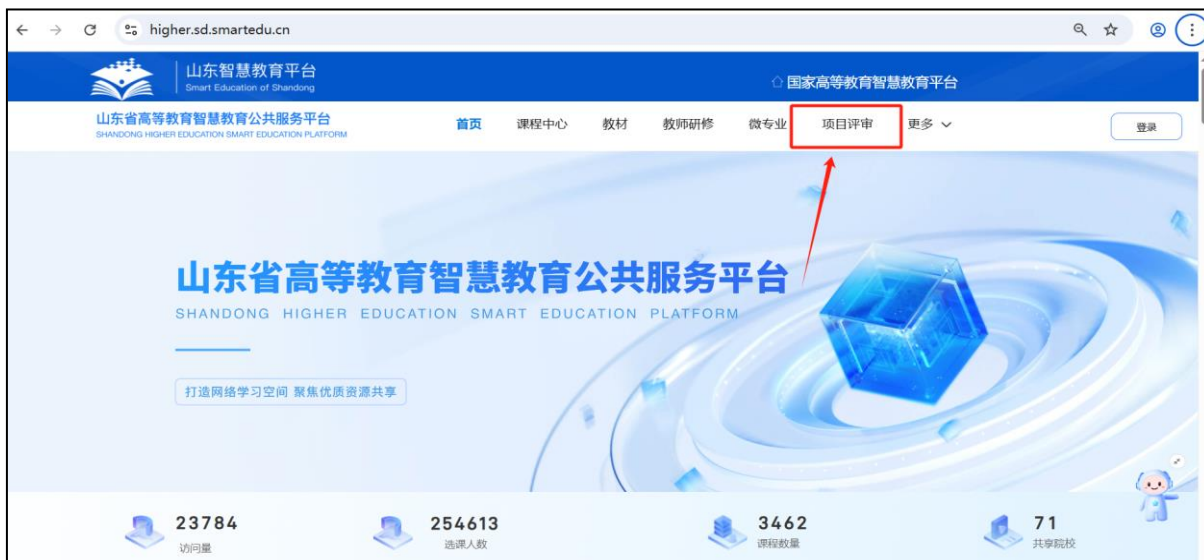 higher.sd.smartedu.cn
山东智慧教育平台
Smart Education of Shandong
国家高等教育智慧教育平台
山东省高等教育智慧教育公共服务平台
SHANDONG HIGHER EDUCATION SMART EDUCATION PLATFORM
首页 课程中心 教材 教师研修 微专业 项目评审 更多
登录
山东省高等教育智慧教育公共服务平台
SHANDONG HIGHER EDUCATION SMART EDUCATION PLATFORM
打造网络学习空间 聚焦优质资源共享
23784 254613 3462 71
访问量 选课人数 课程数量 共享院校